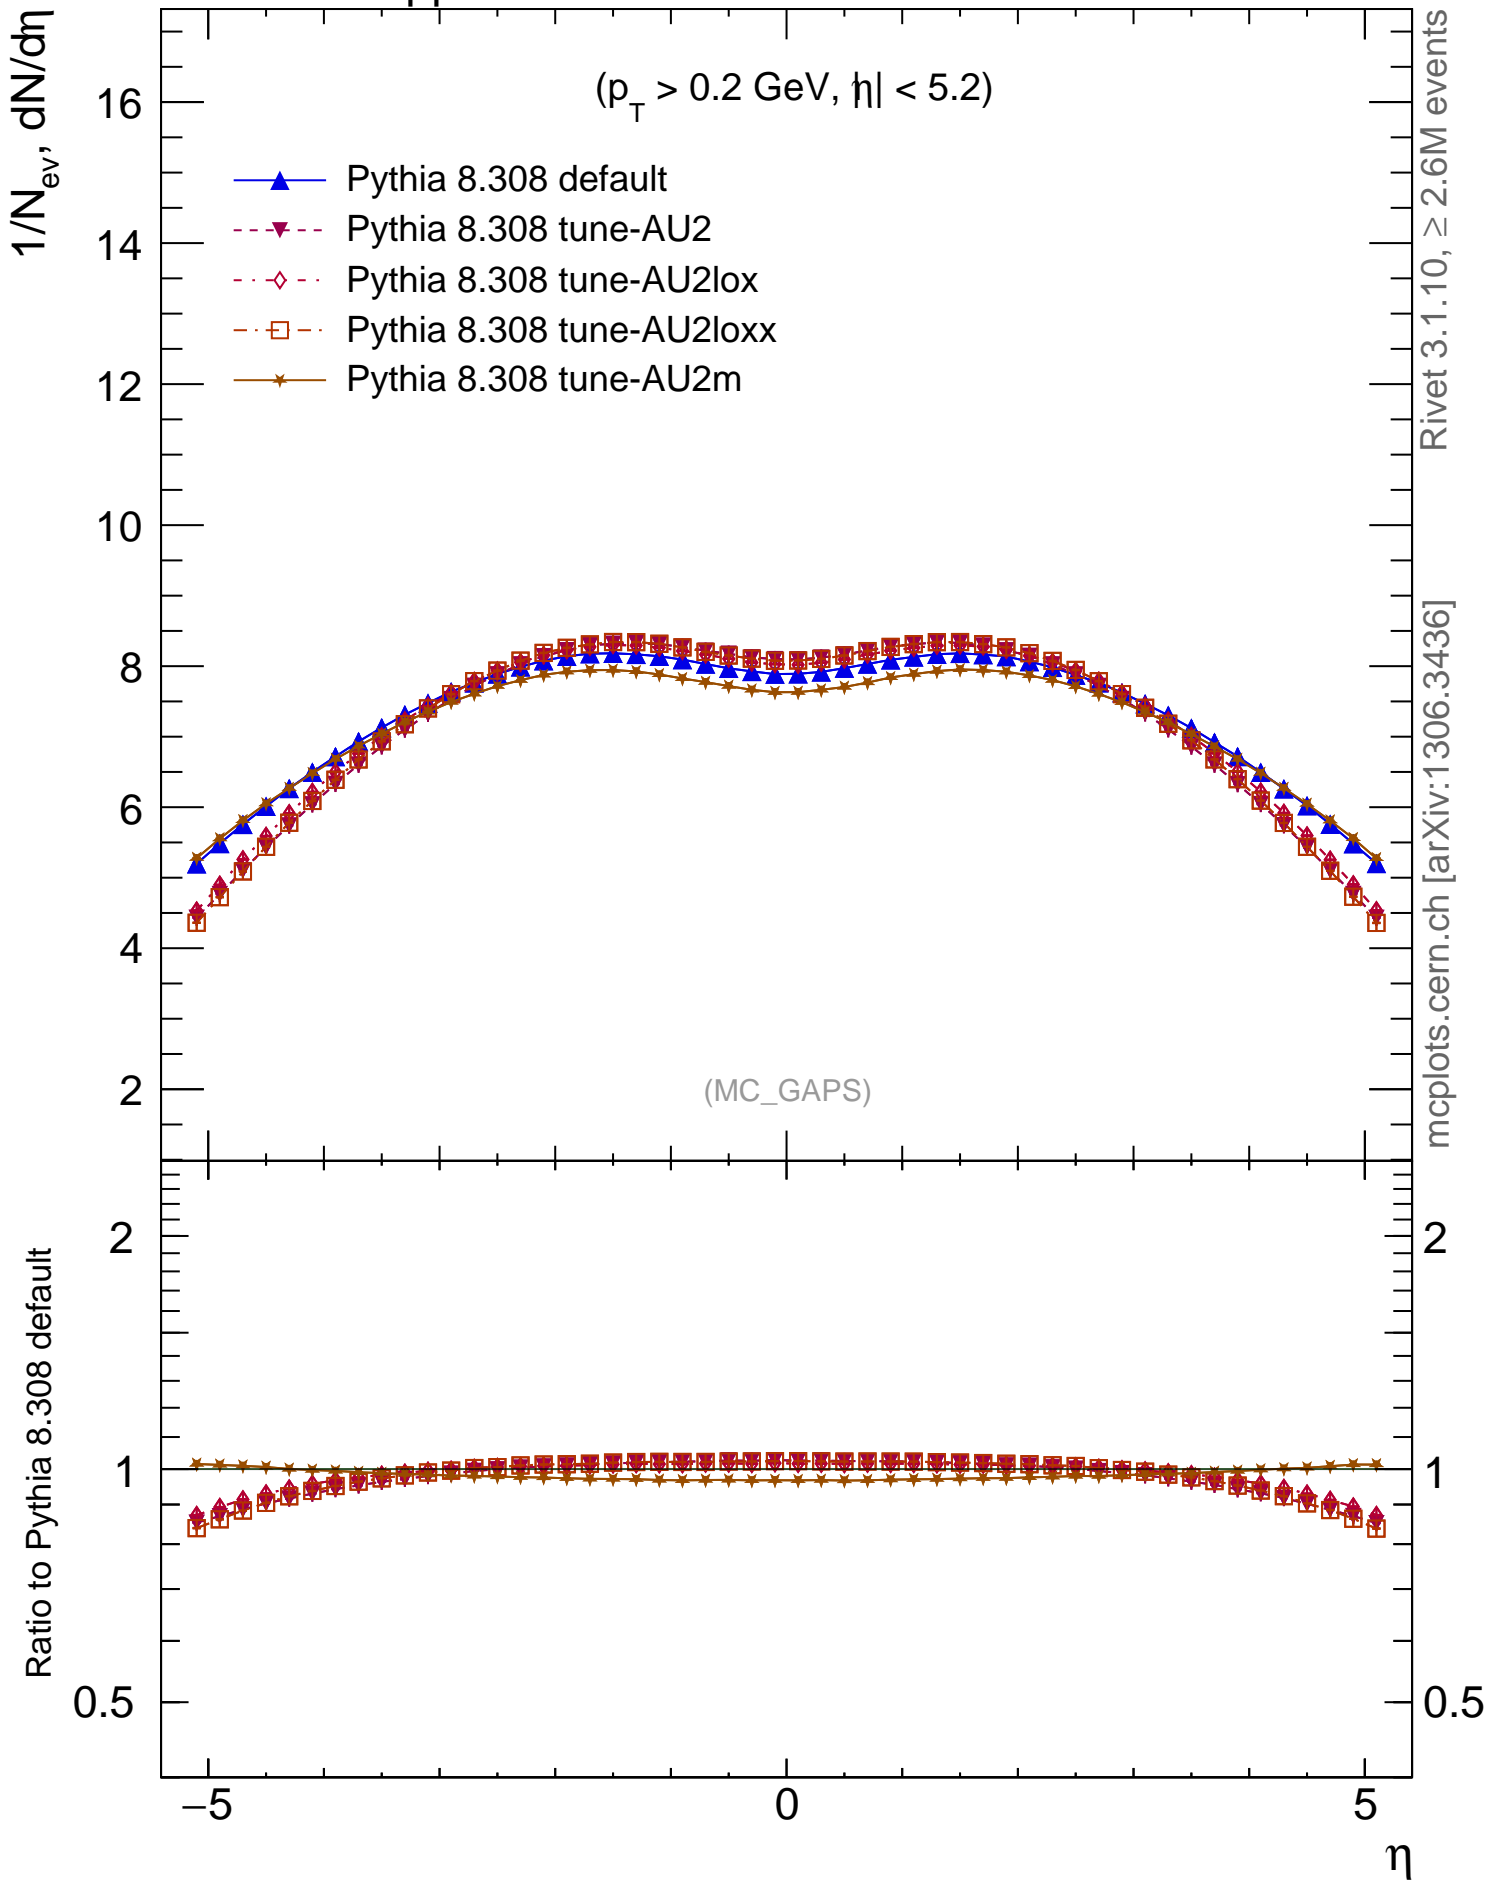 1/N_ev, dN/dη
(p_T > 0.2 GeV, |η| < 5.2)
Pythia 8.308 default
Pythia 8.308 tune-AU2
Pythia 8.308 tune-AU2lox
Pythia 8.308 tune-AU2loxx
Pythia 8.308 tune-AU2m
16
14
12
10
8
6
4
2
(MC_GAPS)
Rivet 3.1.10, ≥ 2.6M events
mcplots.cern.ch [arXiv:1306.3436]
Ratio to Pythia 8.308 default
2
1
0.5
2
1
0.5
−5
0
5
η